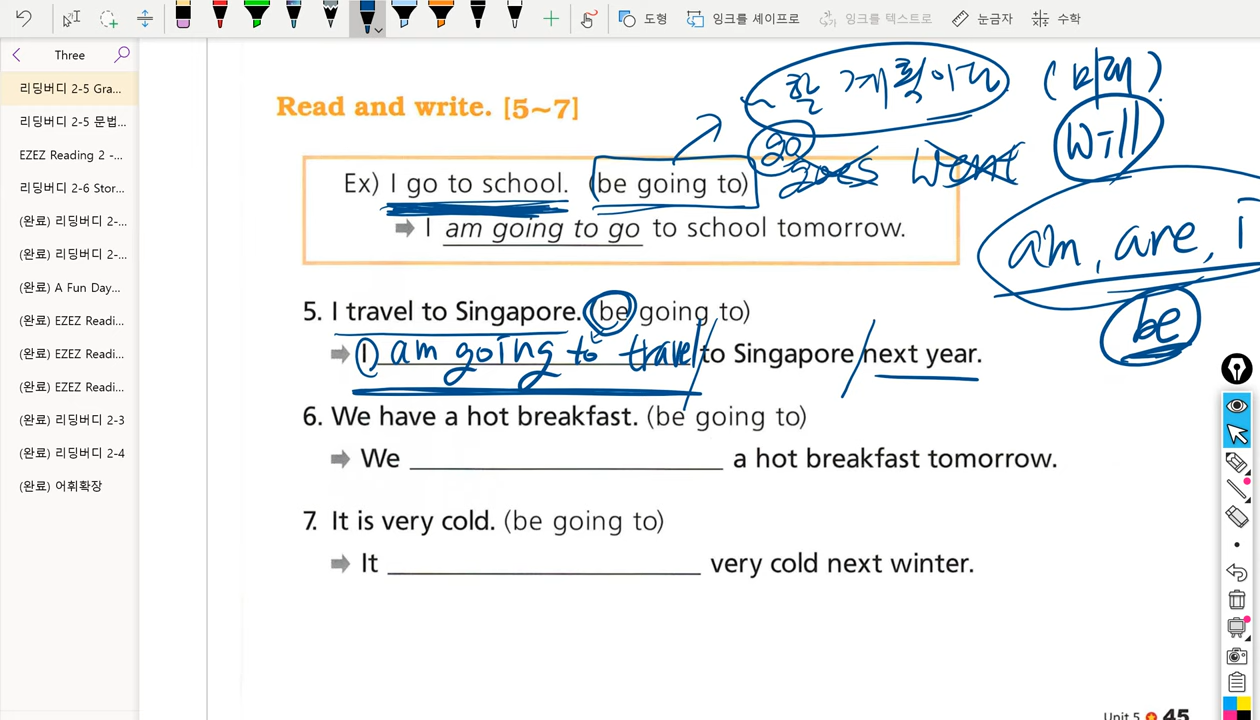 도형
잉크를 셰이프로
잉크를 텍스트로
눈금자
수학
Three
리딩버디 2-5 Gra...
리딩버디 2-5 문법...
EZEZ Reading 2 -...
리딩버디 2-6 Stor...
(완료) 리딩버디 2-...
(완료) 리딩버디 2-...
(완료) A Fun Day...
(완료) EZEZ Readi...
(완료) EZEZ Readi...
(완료) EZEZ Readi...
(완료) 리딩버디 2-3
(완료) 리딩버디 2-4
(완료) 어휘확장
~할 계획이다 (미래)
Read and write. [5~7]
go goes went will
Ex) I go to school. (be going to)
➡ I am going to go to school tomorrow.
am, are, i
be
5. I travel to Singapore. (be going to)
➡ I am going to travel to Singapore next year.
6. We have a hot breakfast. (be going to)
➡ We ____ a hot breakfast tomorrow.
7. It is very cold. (be going to)
➡ It ____ very cold next winter.
Unit 5 45